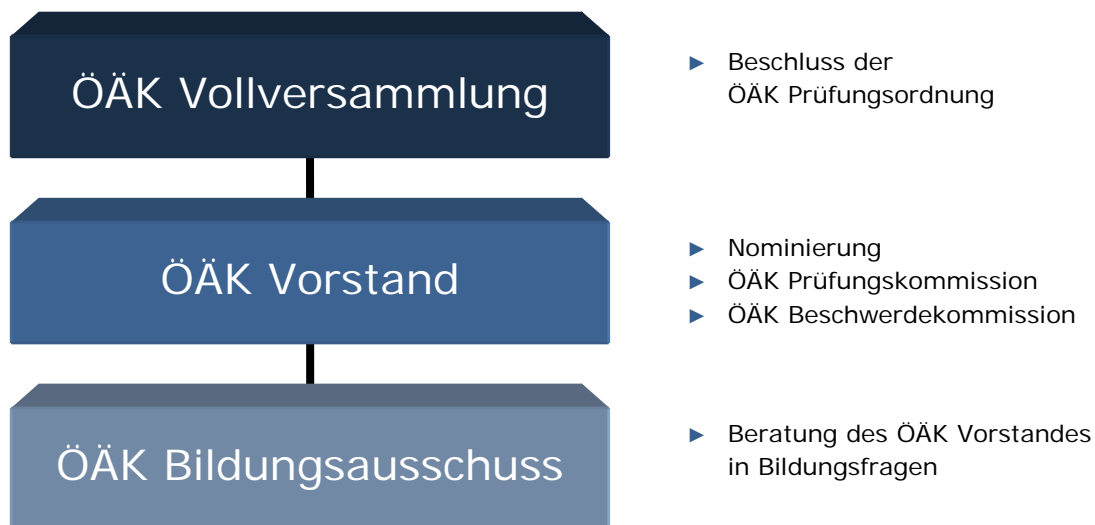 ÖÄK Vollversammlung
► Beschluss der
ÖÄK Prüfungsordnung
ÖÄK Vorstand
► Nominierung
► ÖÄK Prüfungskommission
► ÖÄK Beschwerdekommission
ÖÄK Bildungsausschuss
► Beratung des ÖÄK Vorstandes
in Bildungsfragen